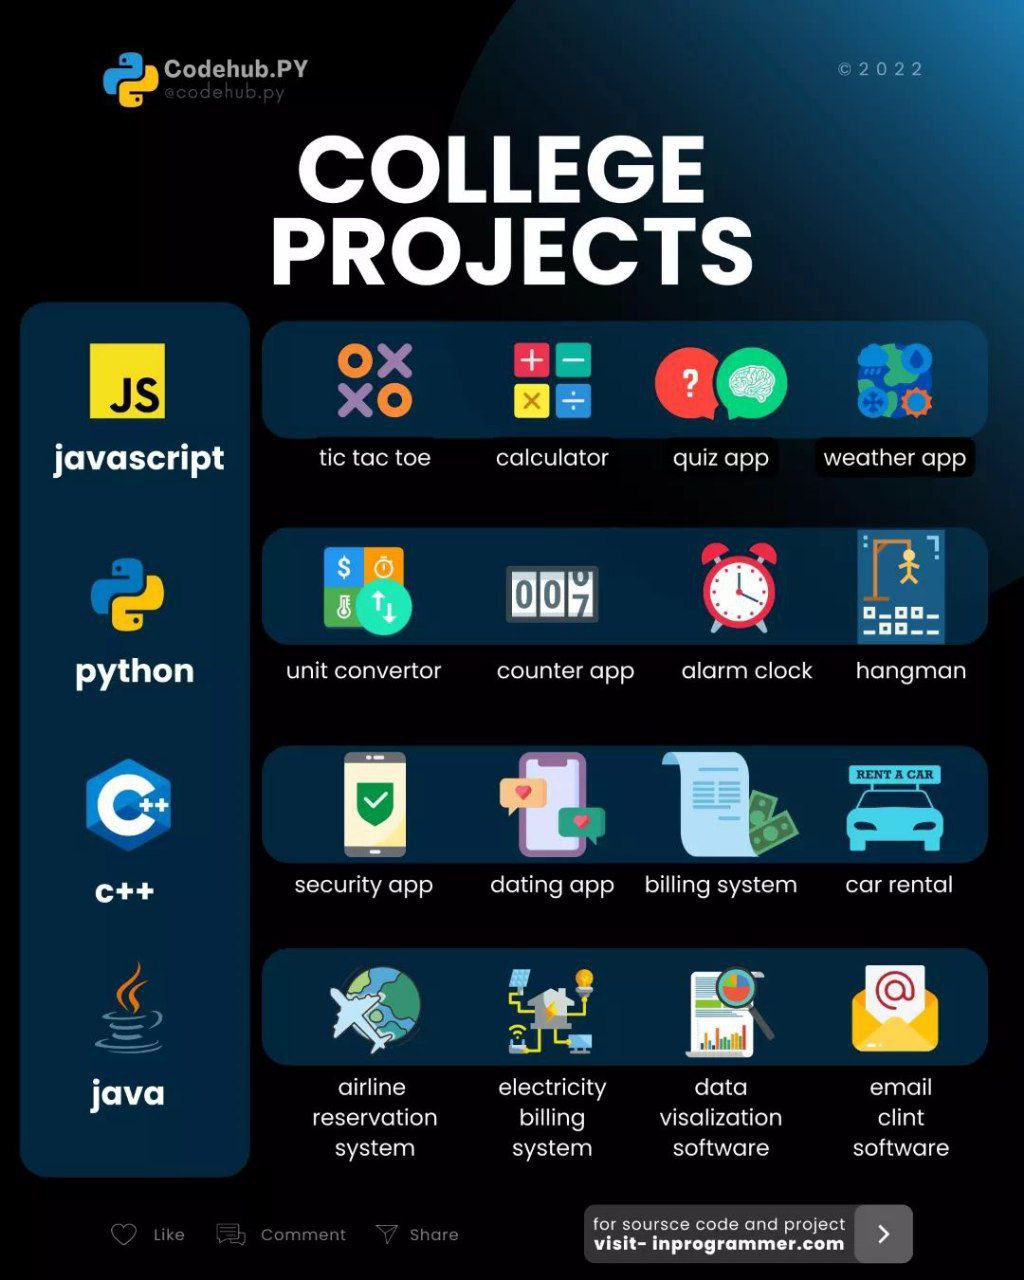 Codehub.PY
@codehub.py
©2022
COLLEGE
PROJECTS
JS
javascript
tic tac toe
calculator
?
quiz app
weather app
python
$
unit convertor
007
counter app
alarm clock
hangman
C++
c++
security app
dating app
billing system
RENT A CAR
car rental
java
airline
reservation
system
electricity
billing
system
data
visalization
software
@
email
clint
software
Like
Comment
Share
for soursce code and project
visit- inprogrammer.com